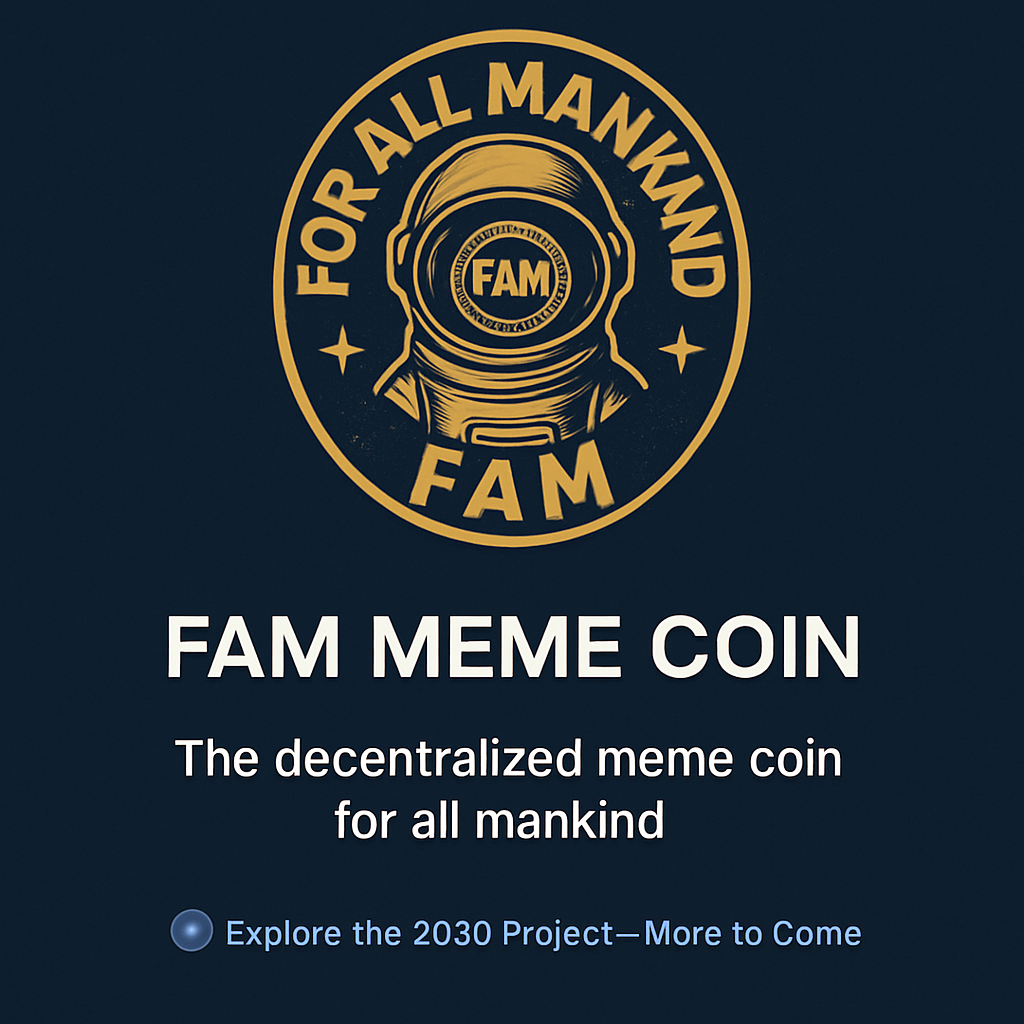 FOR ALL MANKIND
FAM
FAM
FAM MEME COIN
The decentralized meme coin
for all mankind
Explore the 2030 Project—More to Come